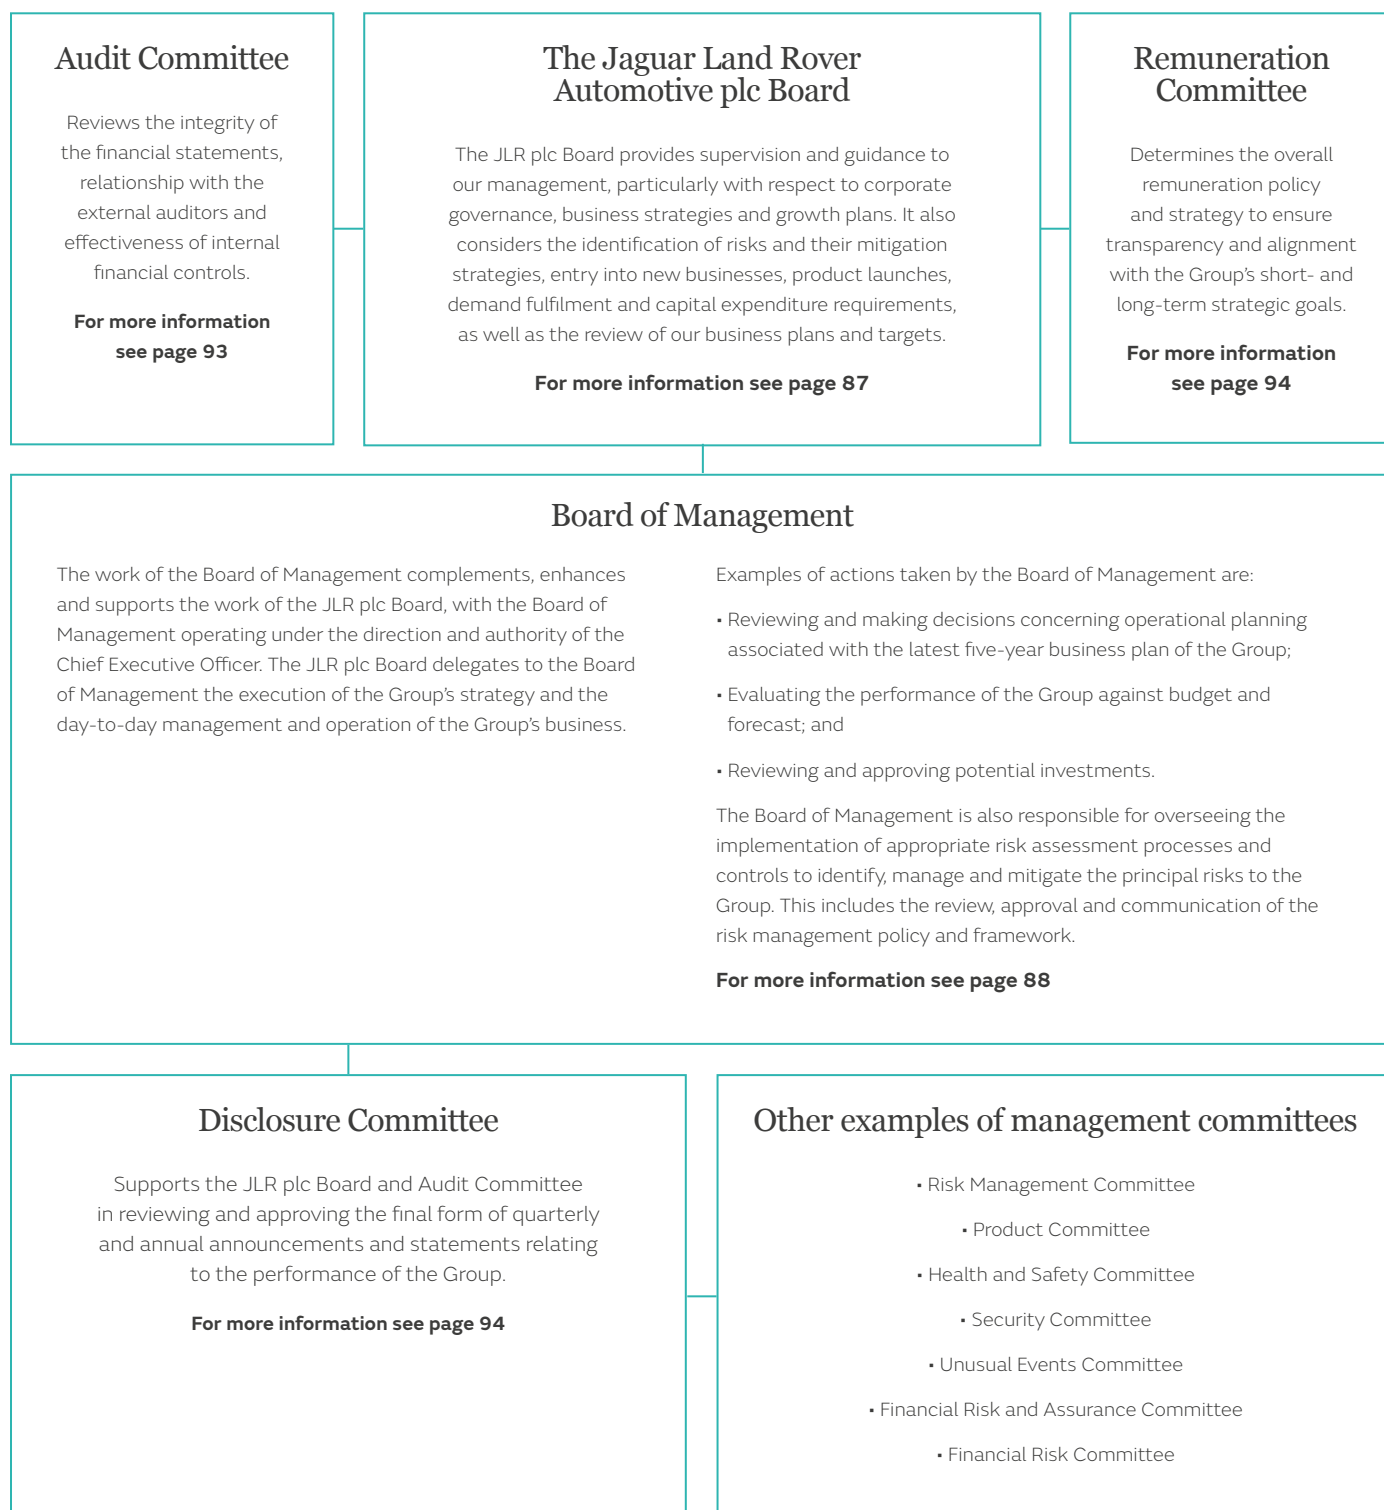 Audit Committee
Reviews the integrity of
the financial statements,
relationship with the
external auditors and
effectiveness of internal
financial controls.
For more information
see page 93
The Jaguar Land Rover
Automotive plc Board
The JLR plc Board provides supervision and guidance to
our management, particularly with respect to corporate
governance, business strategies and growth plans. It also
considers the identification of risks and their mitigation
strategies, entry into new businesses, product launches,
demand fulfilment and capital expenditure requirements,
as well as the review of our business plans and targets.
For more information see page 87
Remuneration
Committee
Determines the overall
remuneration policy
and strategy to ensure
transparency and alignment
with the Group’s short- and
long-term strategic goals.
For more information
see page 94
Board of Management
The work of the Board of Management complements, enhances
and supports the work of the JLR plc Board, with the Board of
Management operating under the direction and authority of the
Chief Executive Officer. The JLR plc Board delegates to the Board
of Management the execution of the Group’s strategy and the
day-to-day management and operation of the Group’s business.
Examples of actions taken by the Board of Management are:
• Reviewing and making decisions concerning operational planning
associated with the latest five-year business plan of the Group;
• Evaluating the performance of the Group against budget and
forecast; and
• Reviewing and approving potential investments.
The Board of Management is also responsible for overseeing the
implementation of appropriate risk assessment processes and
controls to identify, manage and mitigate the principal risks to the
Group. This includes the review, approval and communication of the
risk management policy and framework.
For more information see page 88
Disclosure Committee
Supports the JLR plc Board and Audit Committee
in reviewing and approving the final form of quarterly
and annual announcements and statements relating
to the performance of the Group.
For more information see page 94
Other examples of management committees
• Risk Management Committee
• Product Committee
• Health and Safety Committee
• Security Committee
• Unusual Events Committee
• Financial Risk and Assurance Committee
• Financial Risk Committee